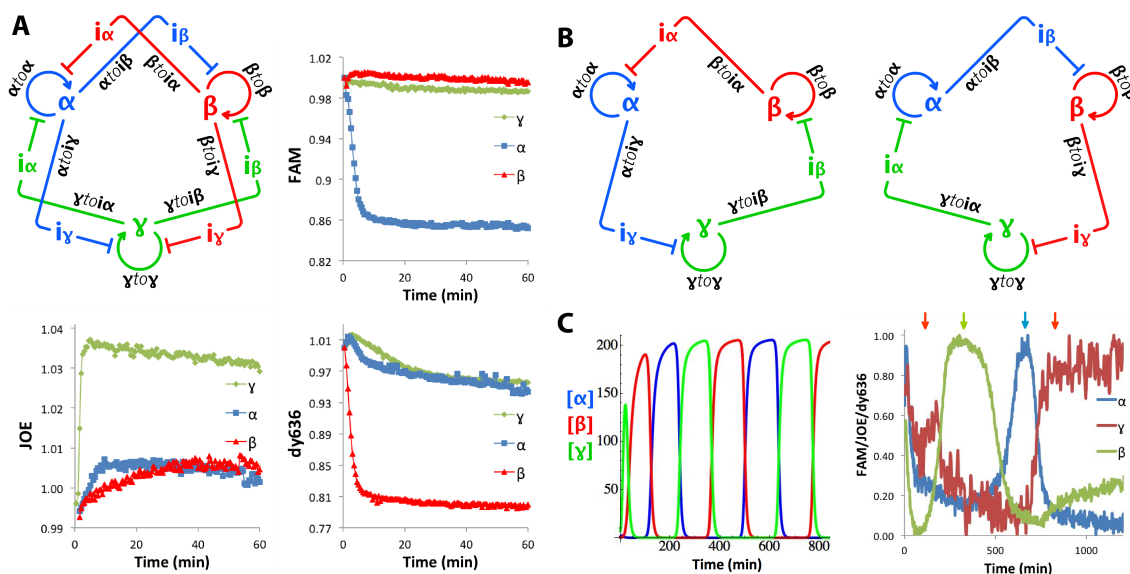 A
iα
iβ
αtoα
αtoiβ
βtoiα
βtoβ
α
β
iα
αtoiγ
βtoiγ
iβ
γtoiα
γtoiβ
γ
iγ
iγ
γtoγ
1.02
0.98
0.94
0.9
0.86
0.82
FAM
γ
α
β
0
20
40
60
Time (min)
1.04
1.03
1.02
1.01
1.00
0.99
JOE
γ
α
β
0
20
40
60
Time (min)
1.01
0.97
0.93
0.89
0.85
0.81
0.77
dy636
γ
α
β
0
20
40
60
Time (min)
B
iα
αtoα
βtoiα
βtoβ
α
β
αtoiγ
iβ
γtoiβ
iγ
γ
γtoγ
iβ
αtoα
αtoiβ
βtoβ
α
β
iα
βtoiγ
γtoiα
γ
iγ
γtoγ
C
200
150
100
50
[α]
[β]
[γ]
200
400
600
800
Time (min)
1.00
0.80
0.60
0.40
0.20
0.00
FAM/JOE/dy636
α
γ
β
0
500
1000
Time (min)